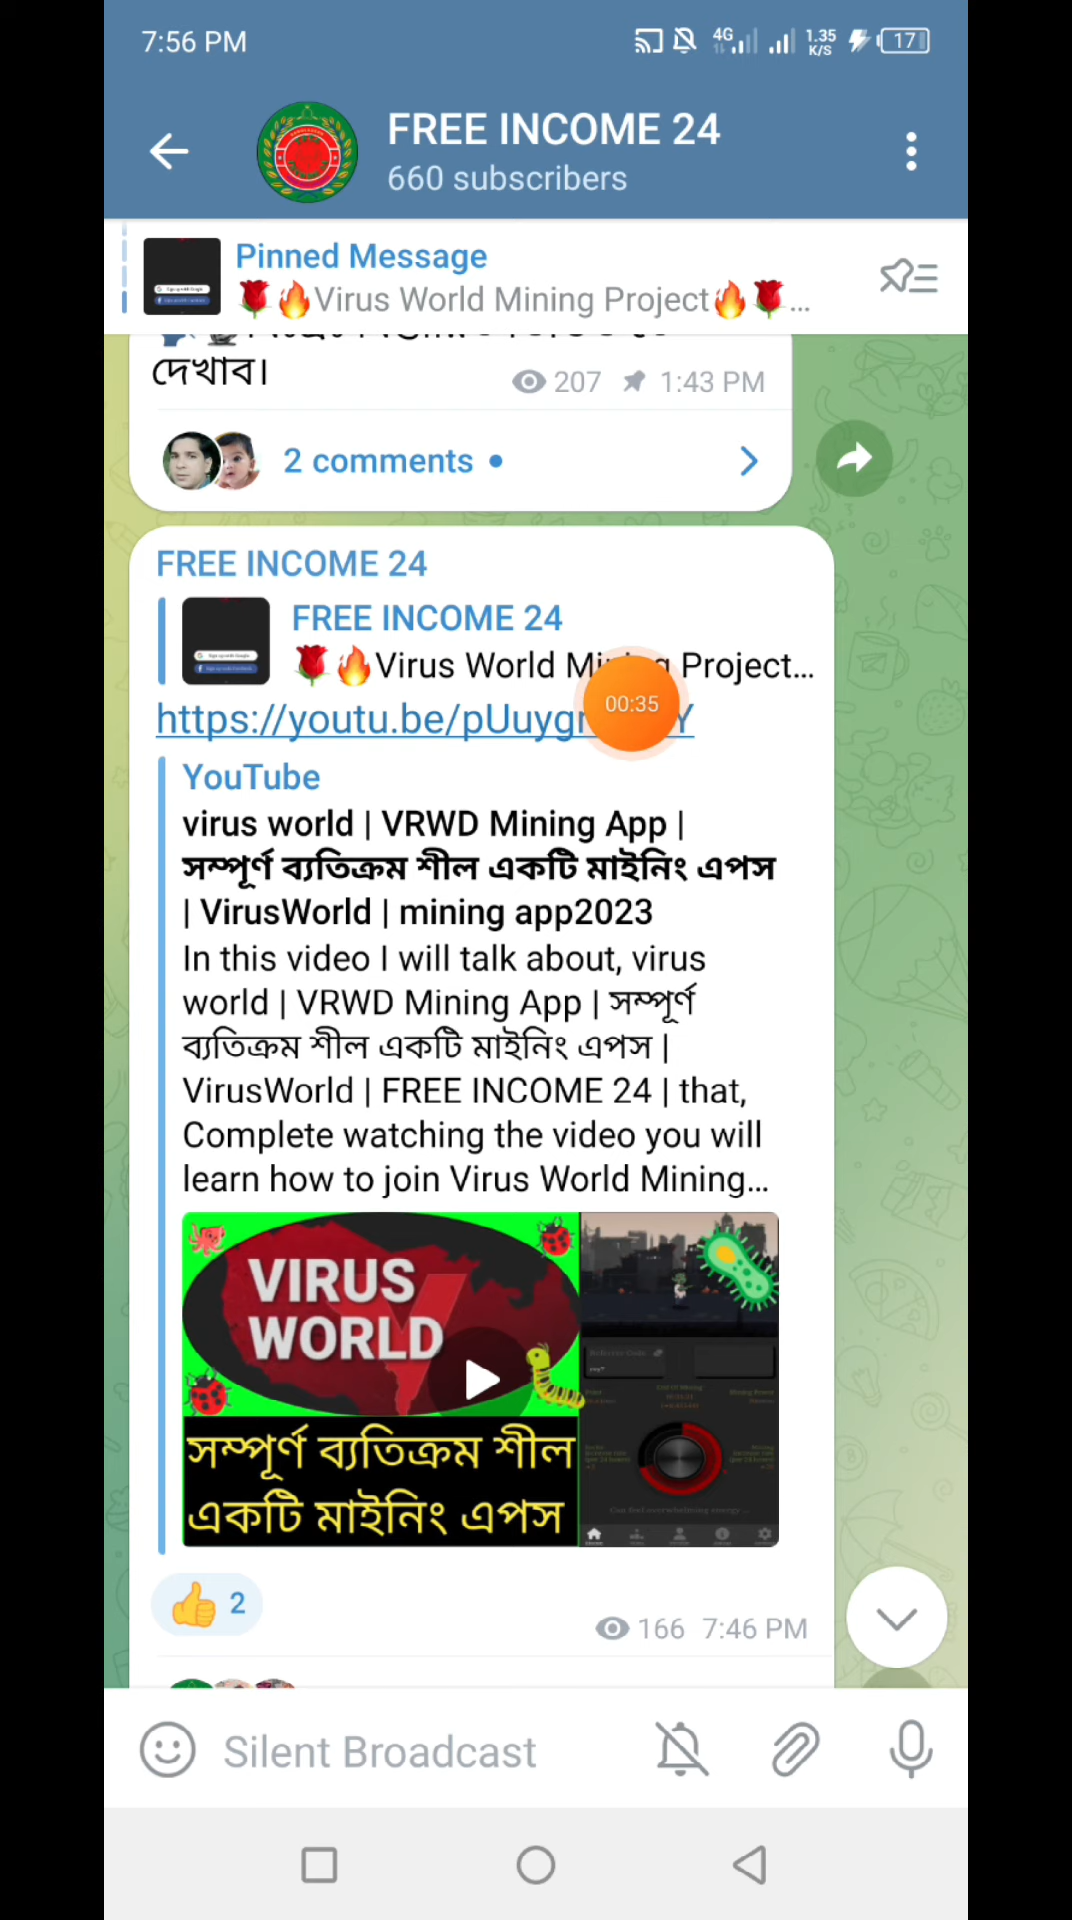 7:56 PM
4G 1.35 K/S 17
FREE INCOME 24
660 subscribers
Pinned Message
🌹🔥Virus World Mining Project🔥🌹...
দেখাব।
207 1:43 PM
2 comments
FREE INCOME 24
FREE INCOME 24
🌹🔥Virus World Mining Project...
https://youtu.be/pUuyg
YouTube
virus world | VRWD Mining App |
সম্পূর্ণ ব্যতিক্রম শীল একটি মাইনিং এপস
| VirusWorld | mining app2023
In this video I will talk about, virus
world | VRWD Mining App | সম্পূর্ণ
ব্যতিক্রম শীল একটি মাইনিং এপস |
VirusWorld | FREE INCOME 24 | that,
Complete watching the video you will
learn how to join Virus World Mining...
00:35
VIRUS
WORLD
সম্পূর্ণ ব্যতিক্রম শীল
একটি মাইনিং এপস
👍 2
166 7:46 PM
Silent Broadcast